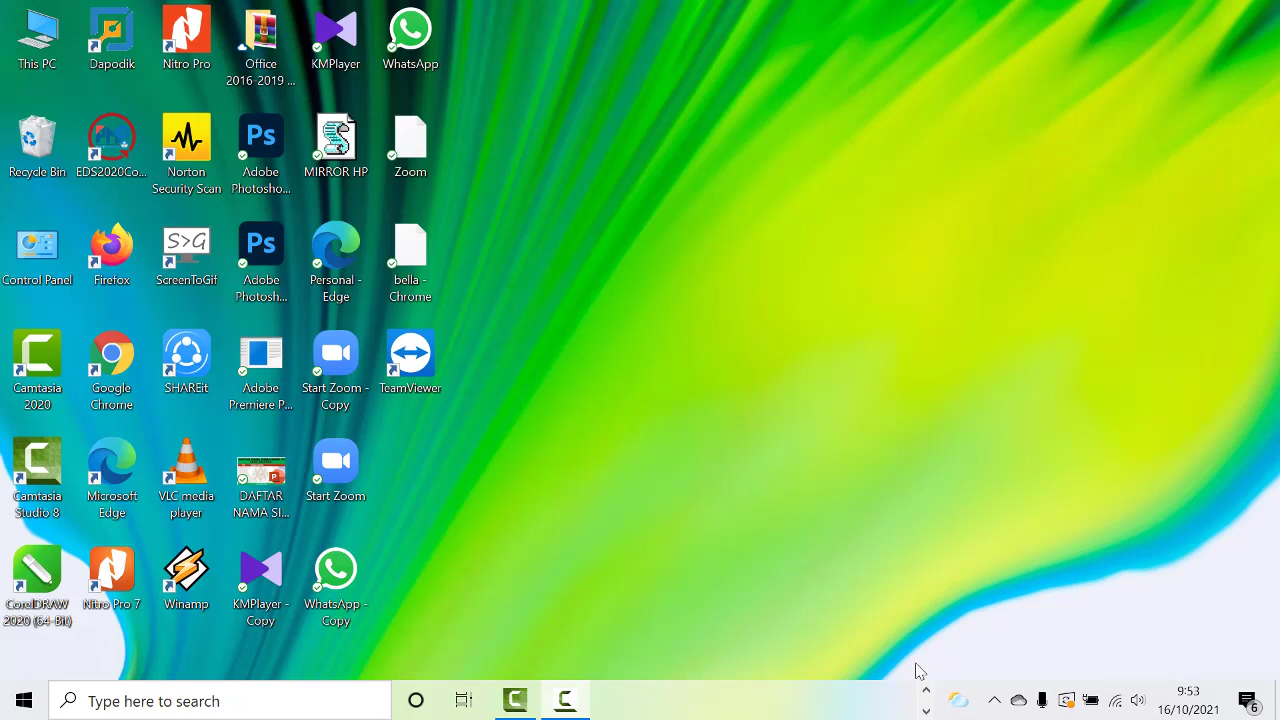 This PC
Dapodik
Nitro Pro
Office
2016-2019 ...
KMPlayer
WhatsApp
Recycle Bin
EDS2020Co...
Norton
Security Scan
Ps
Adobe
Photosho...
MIRROR HP
Zoom
Control Panel
Firefox
S>G
ScreenToGif
Ps
Adobe
Photosh...
Personal -
Edge
bella -
Chrome
Camtasia
2020
Google
Chrome
SHAREit
Adobe
Premiere P...
Start Zoom -
Copy
TeamViewer
Camtasia
Studio 8
Microsoft
Edge
VLC media
player
DAFTAR
NAMA SI...
Start Zoom
CorelDRAW
2020 (64-Bit)
Nitro Pro 7
Winamp
KMPlayer -
Copy
WhatsApp -
Copy
Type here to search
9:53
16/10/2021
6